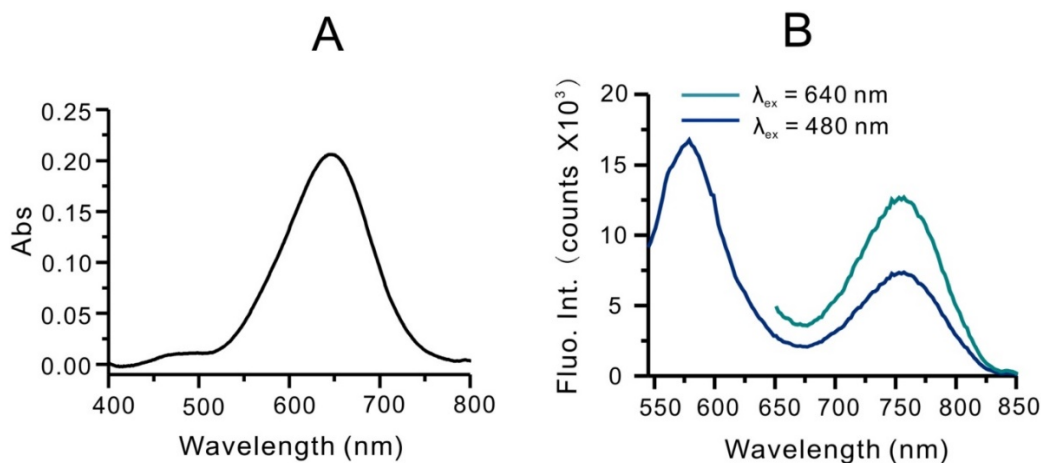 A
0.25
0.20
0.15
0.10
0.05
0.00
Abs
400
500
600
700
800
Wavelength (nm)
B
λex = 640 nm
λex = 480 nm
20
15
10
5
0
Fluo. Int. (counts X10³)
550
600
650
700
750
800
850
Wavelength (nm)